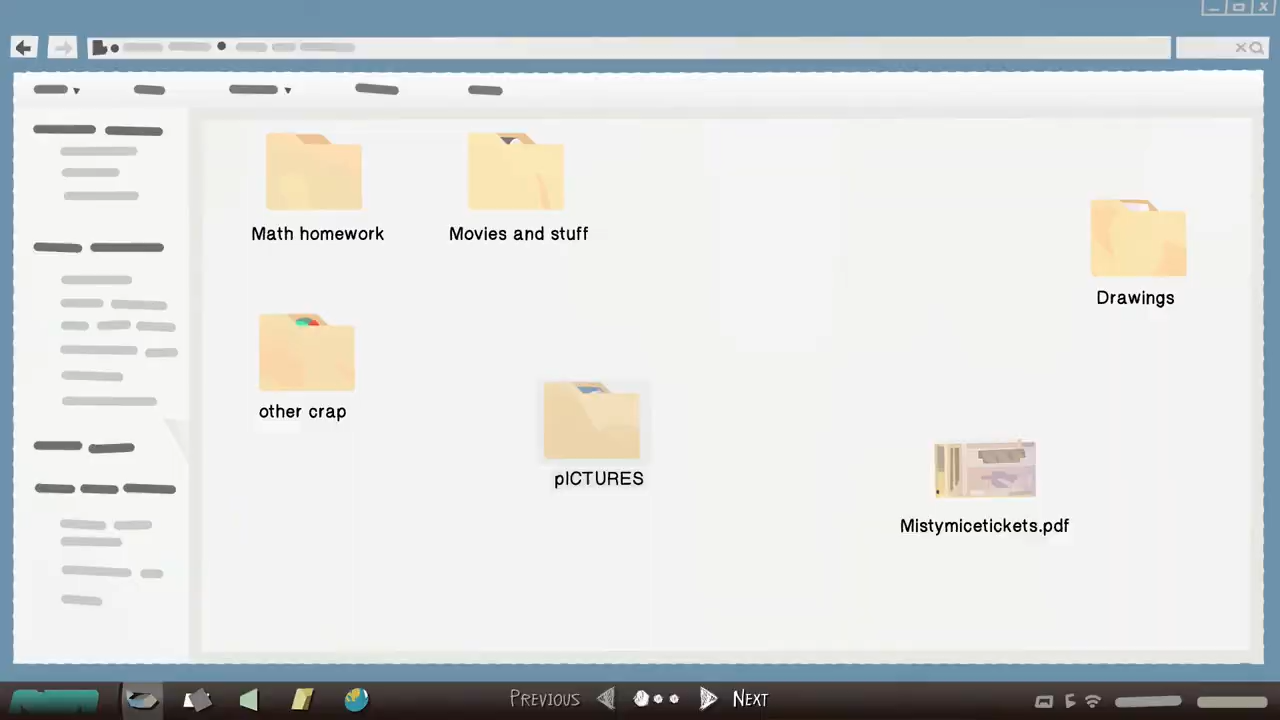 Math homework
Movies and stuff
Drawings
other crap
pICTURES
Mistymicetickets.pdf
Previous
Next